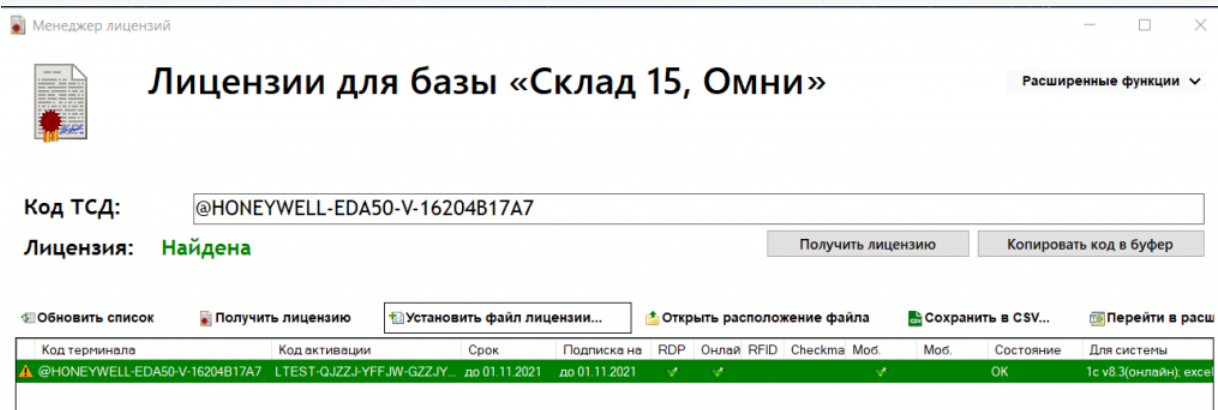 Менеджер лицензий
Лицензии для базы «Склад 15, Омни»
Расширенные функции
Код ТСД: @HONEYWELL-EDA50-V-16204B17A7
Лицензия: Найдена Получить лицензию Копировать код в буфер
Обновить список Получить лицензию Установить файл лицензии... Открыть расположение файла CSV Сохранить в CSV... Перейти в расш
Код терминала Код активации Срок Подписка на RDP Онлай RFID Checkma Моб. Моб. Состояние Для системы
@HONEYWELL-EDA50-V-16204B17A7 LTEST-QJZZJ-YFFJW-GZZJY... до 01.11.2021 до 01.11.2021 ОК 1с v8.3(онлайн); excel